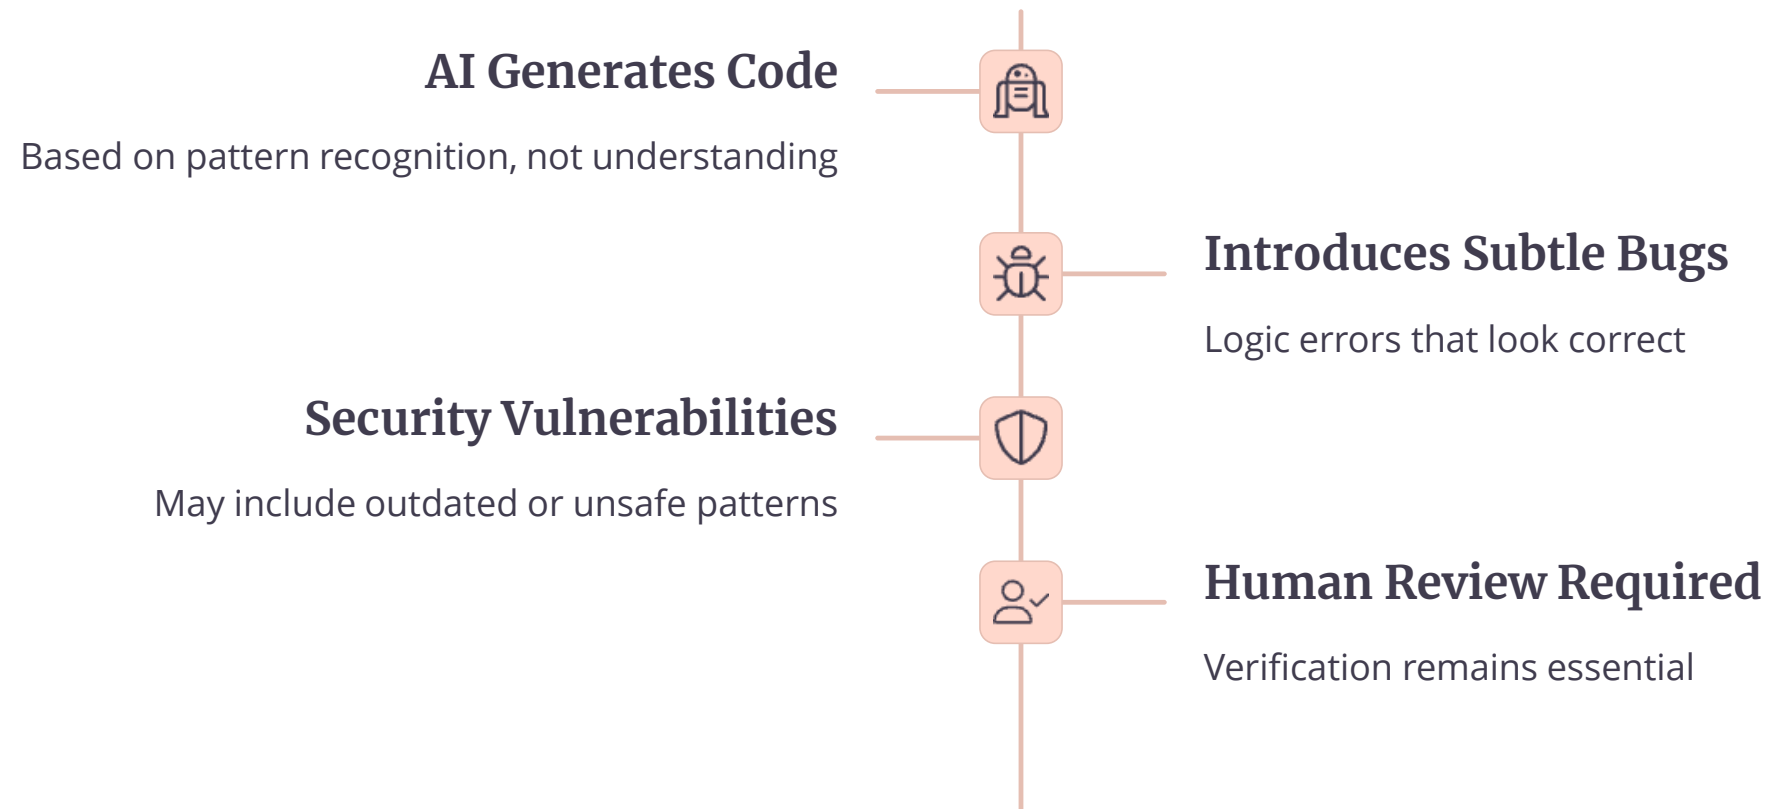 AI Generates Code
Based on pattern recognition, not understanding
Introduces Subtle Bugs
Logic errors that look correct
Security Vulnerabilities
May include outdated or unsafe patterns
Human Review Required
Verification remains essential